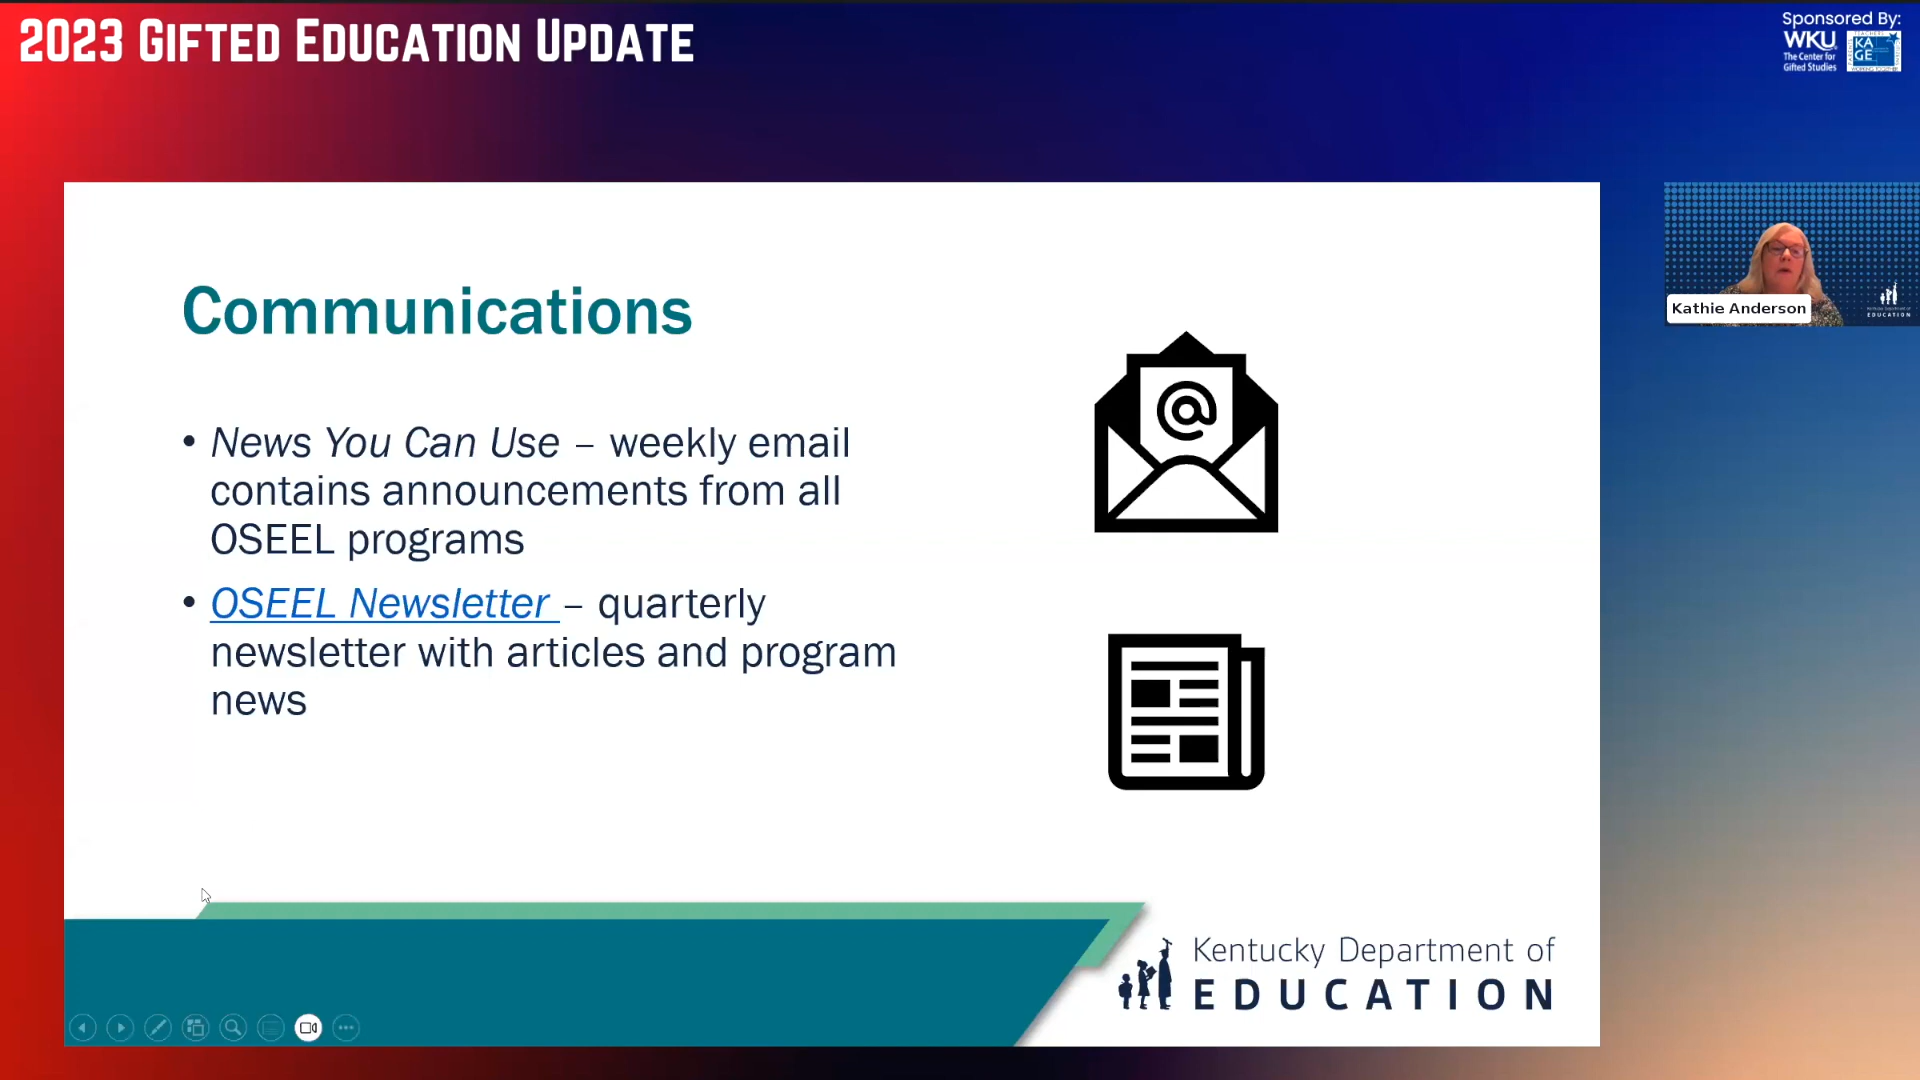 2023 Gifted Education Update
Sponsored By:
WKU
The Center for
Gifted Studies
KA
GE
Communications
• News You Can Use – weekly email
contains announcements from all
OSEEL programs
• OSEEL Newsletter – quarterly
newsletter with articles and program
news
@
Kathie Anderson
EDUCATION
Kentucky Department of
EDUCATION